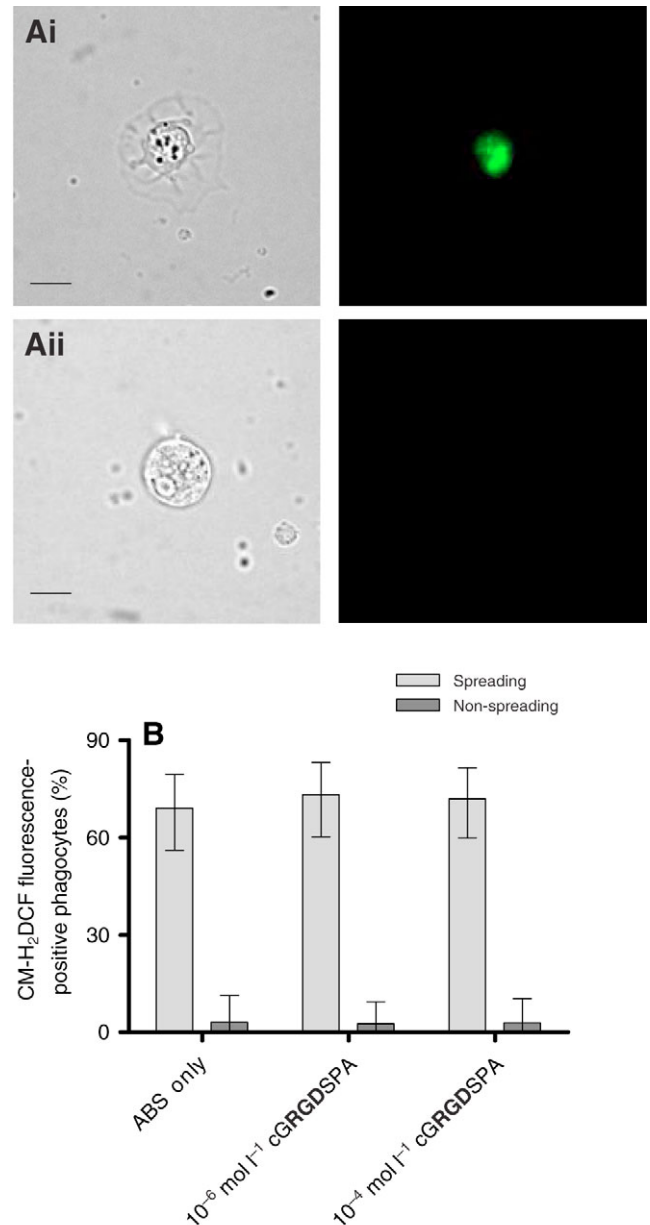 Ai
Aii
Spreading
Non-spreading
B
CM-H₂DCF fluorescence-
positive phagocytes (%)
90
60
30
0
ABS only
10⁻⁶ mol l⁻¹ cGRGDSPA
10⁻⁴ mol l⁻¹ cGRGDSPA